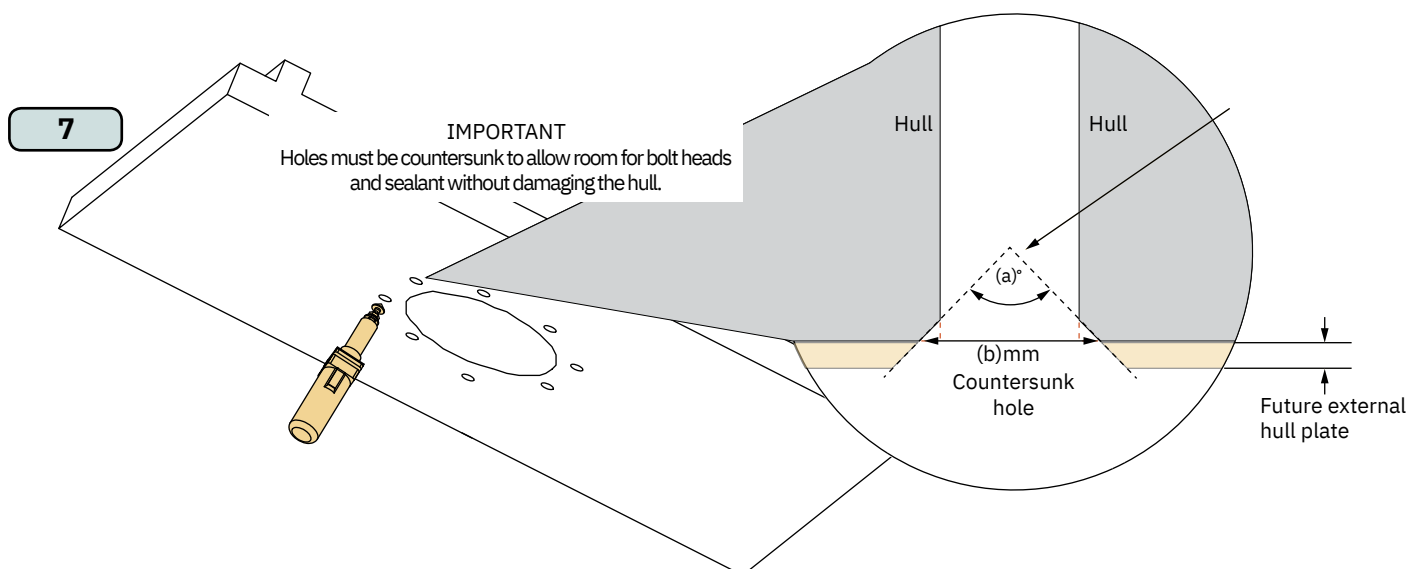 7
IMPORTANT
Holes must be countersunk to allow room for bolt heads
and sealant without damaging the hull.
Hull
Hull
(a)°
(b)mm
Countersunk
hole
Future external
hull plate